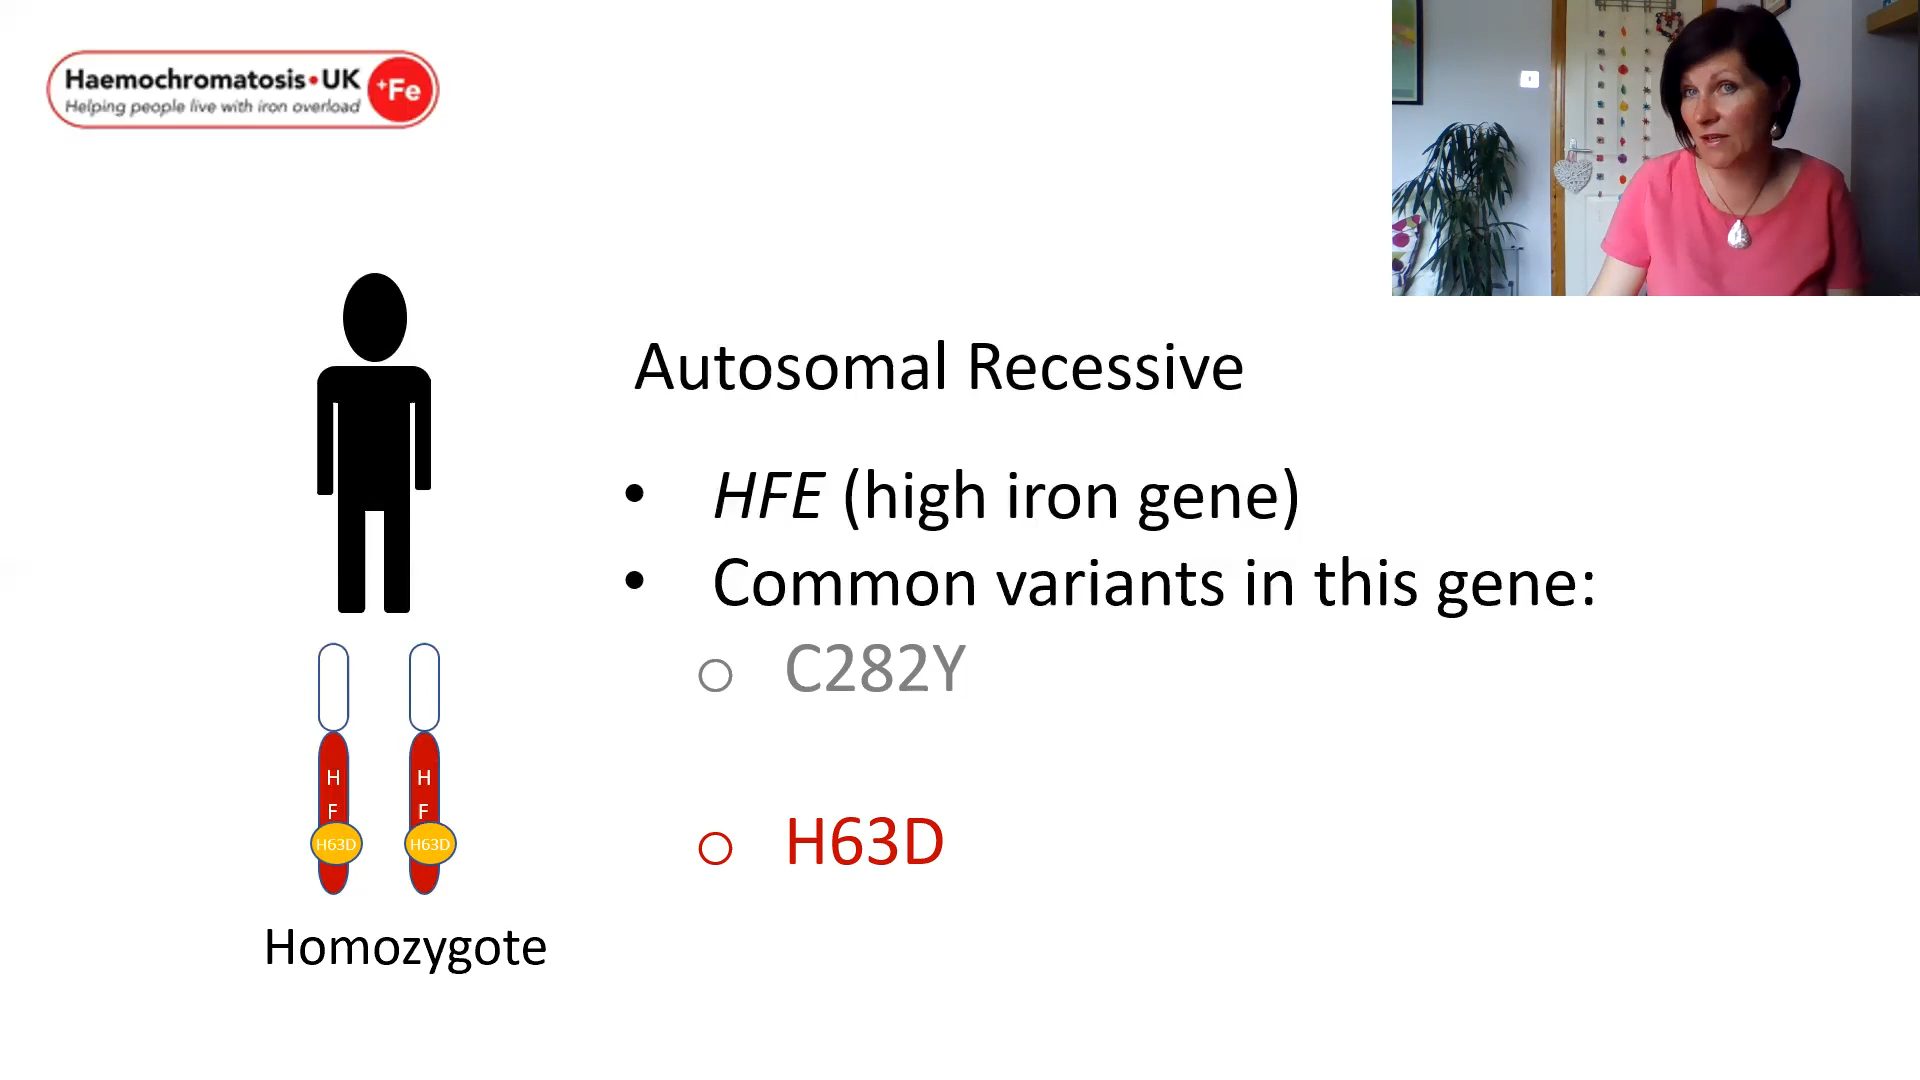 Haemochromatosis•UK
Helping people live with iron overload
+Fe
Autosomal Recessive
• HFE (high iron gene)
• Common variants in this gene:
o C282Y
o H63D
H H
F F
H63D H63D
Homozygote